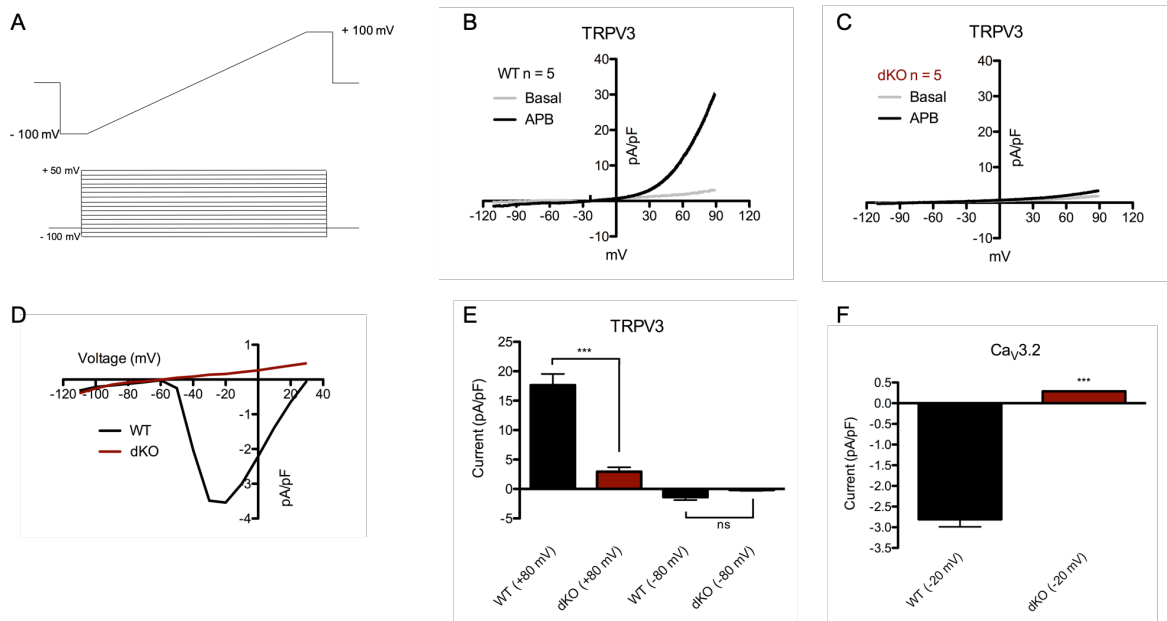 A
+ 100 mV
- 100 mV
+ 50 mV
- 100 mV
B
TRPV3
WT n = 5
Basal
APB
40
30
20
10
-10
pA/pF
-120 -90 -60 -30 0 30 60 90 120
mV
C
TRPV3
dKO n = 5
Basal
APB
40
30
20
10
-10
pA/pF
-120 -90 -60 -30 0 30 60 90 120
mV
D
Voltage (mV)
1
-120 -100 -80 -60 -40 -20 20 40
-1
-2
-3
-4
WT
dKO
pA/pF
E
TRPV3
25
20
15
10
5
0
-5
Current (pA/pF)
***
ns
WT (+80 mV)
dKO (+80 mV)
WT (-80 mV)
dKO (-80 mV)
F
CaV3.2
0.5
0.0
-0.5
-1.0
-1.5
-2.0
-2.5
-3.0
-3.5
Current (pA/pF)
***
WT (-20 mV)
dKO (-20 mV)